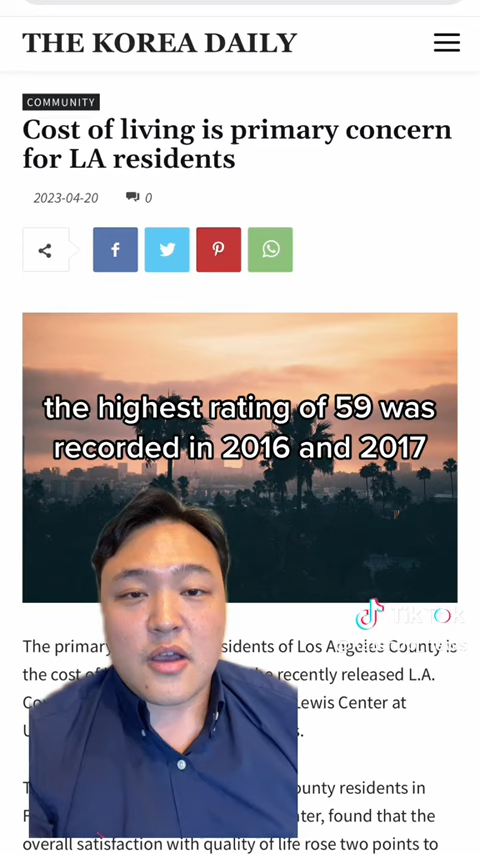 THE KOREA DAILY
COMMUNITY
Cost of living is primary concern
for LA residents
2023-04-20 0
the highest rating of 59 was
recorded in 2016 and 2017
TikTok
The primary sidents of Los Angeles County is
the cost of recently released L.A.
Lewis Center at
ounty residents in
ter, found that the
overall satisfaction with quality of life rose two points to